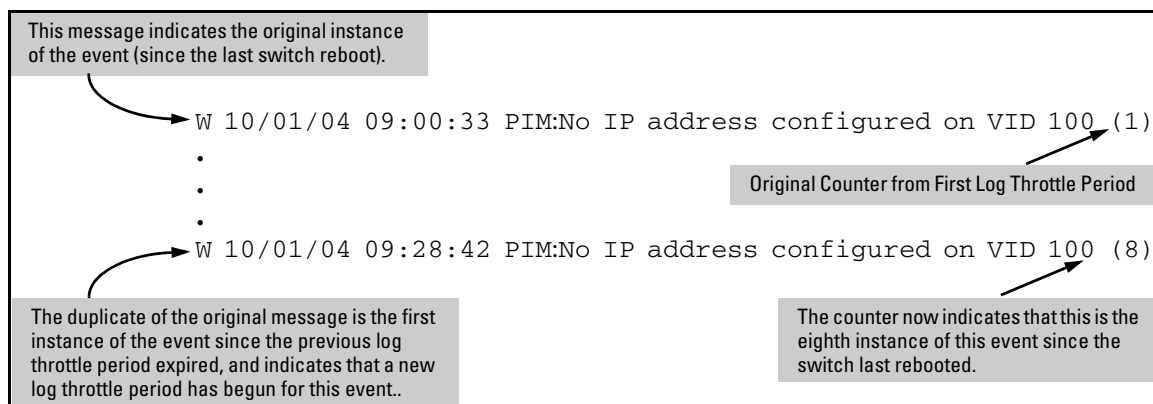 This message indicates the original instance
of the event (since the last switch reboot).
W 10/01/04 09:00:33 PIM:No IP address configured on VID 100 (1)
.
.
.
Original Counter from First Log Throttle Period
W 10/01/04 09:28:42 PIM:No IP address configured on VID 100 (8)
The duplicate of the original message is the first
instance of the event since the previous log
throttle period expired, and indicates that a new
log throttle period has begun for this event..
The counter now indicates that this is the
eighth instance of this event since the
switch last rebooted.